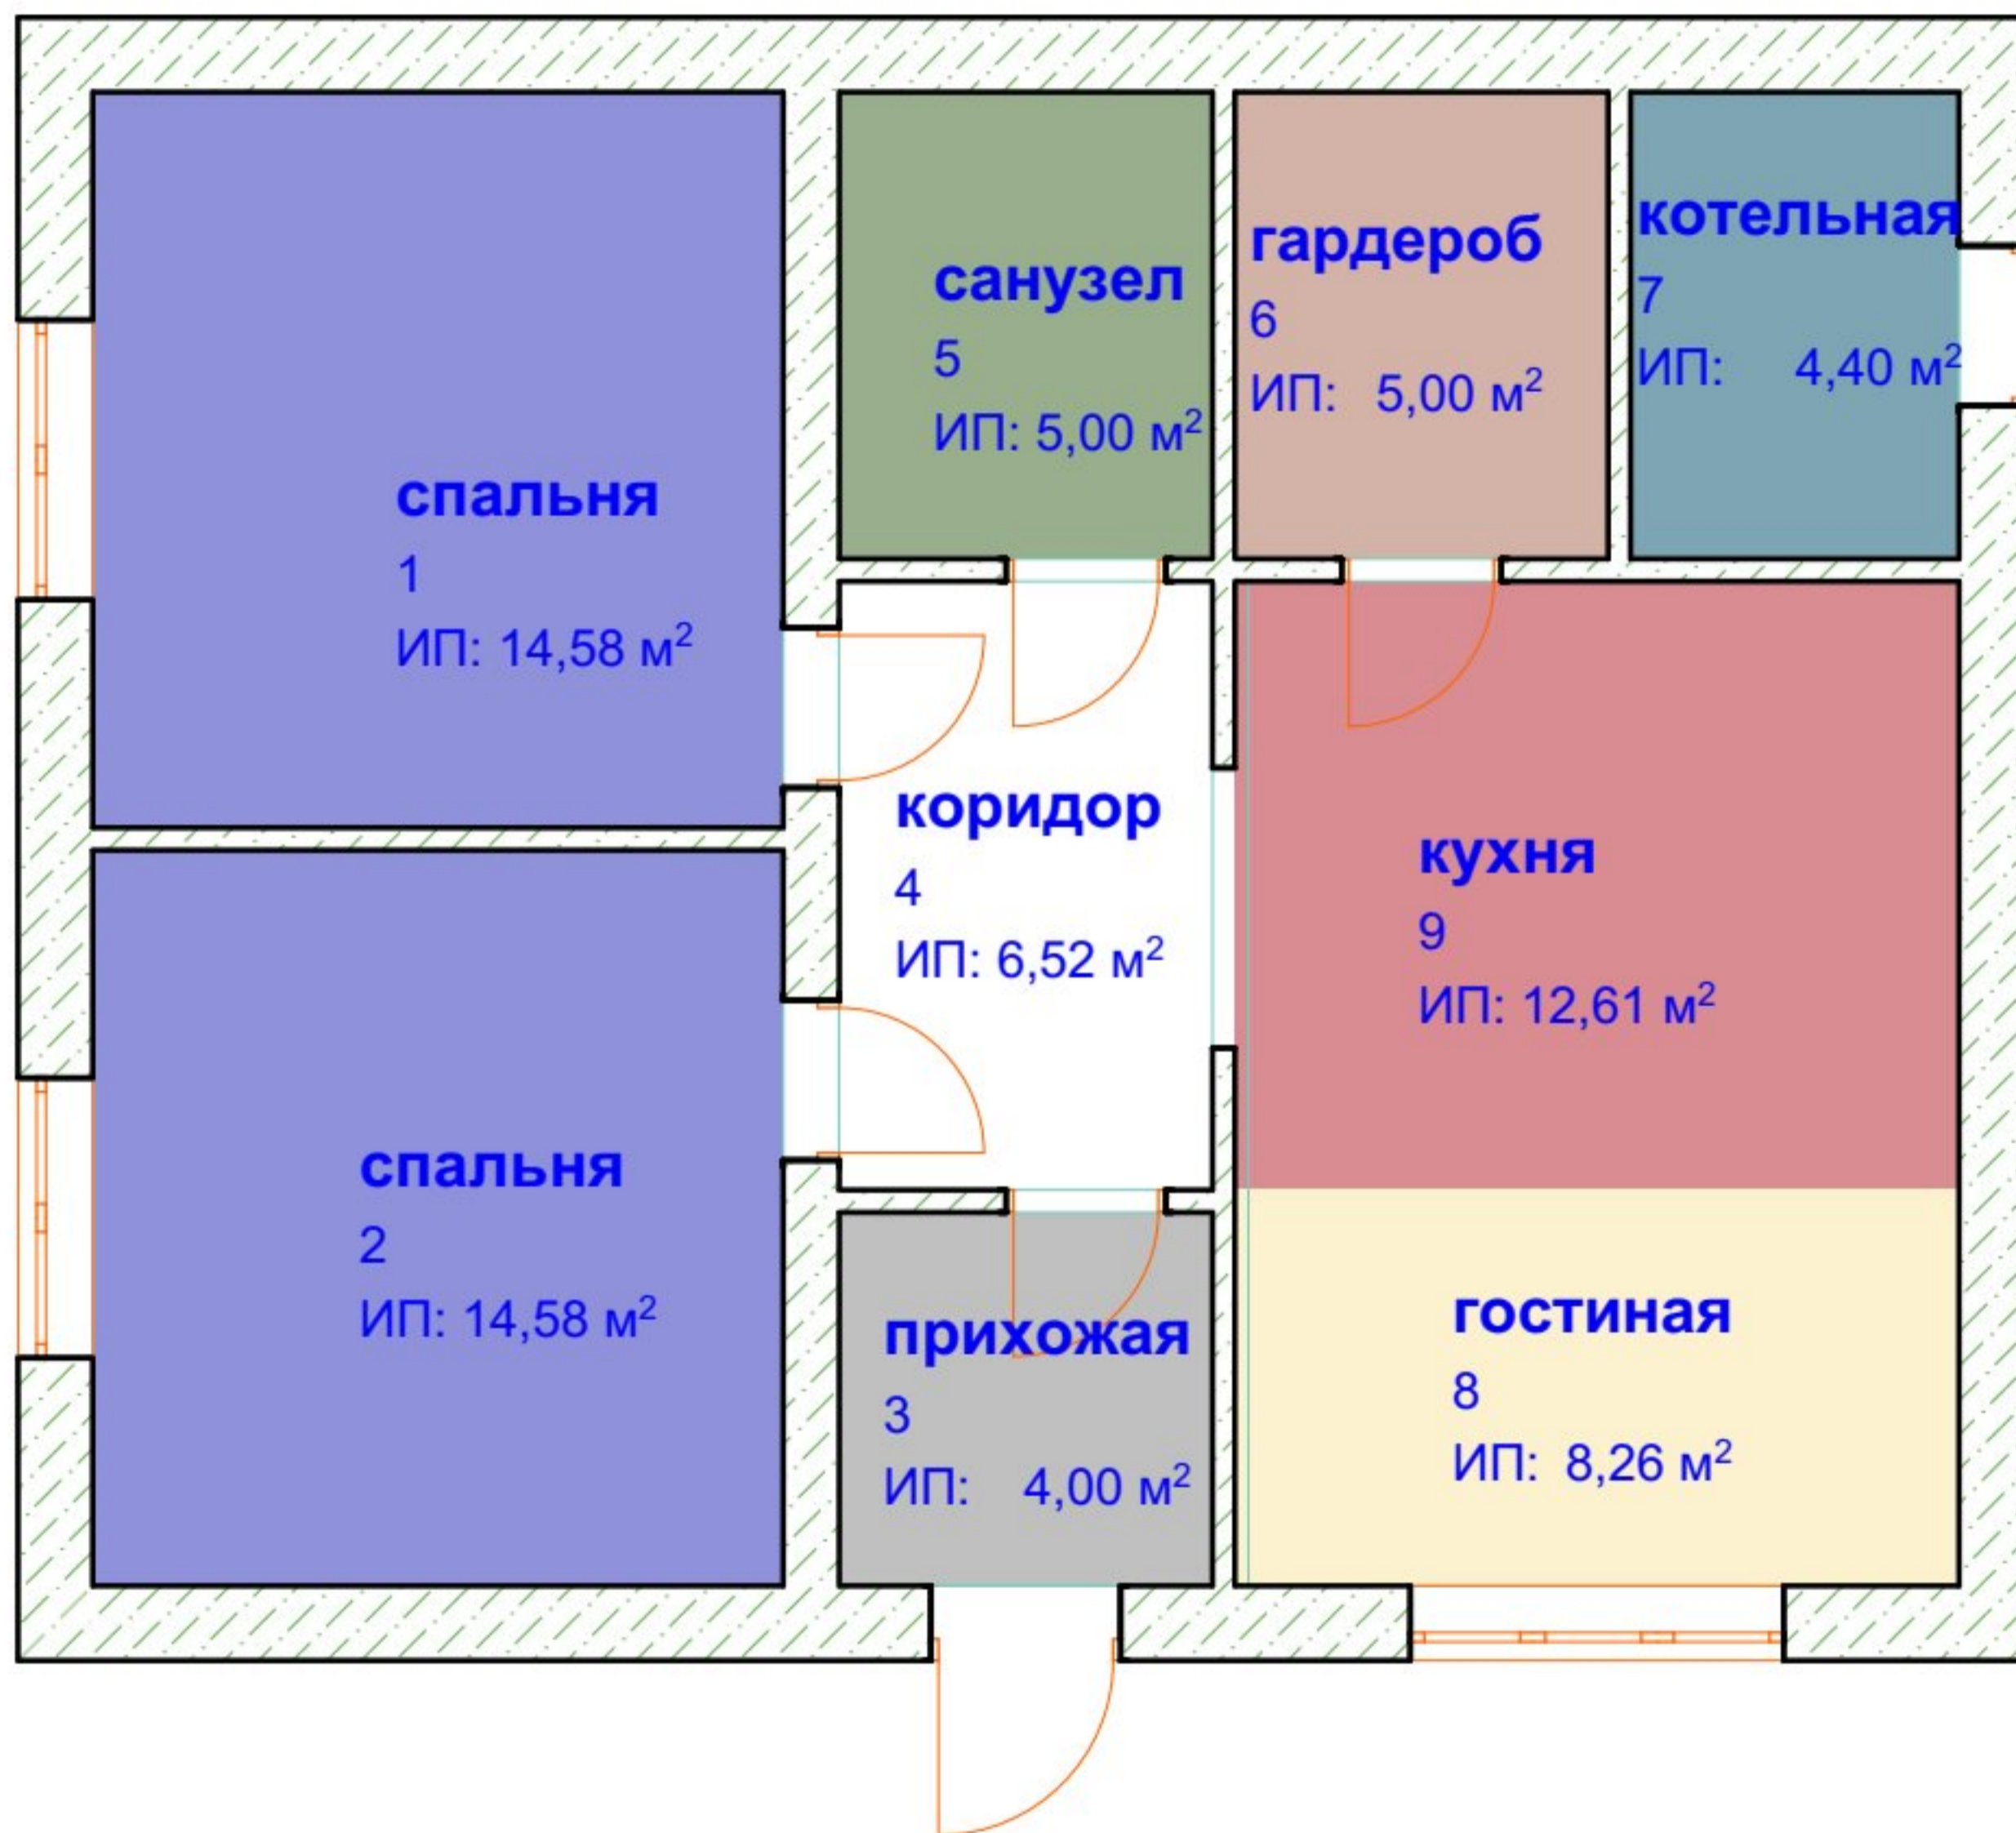 спальня
1
ИП: 14,58 м²
санузел
5
ИП: 5,00 м²
гардероб
6
ИП: 5,00 м²
котельная
7
ИП: 4,40 м²
коридор
4
ИП: 6,52 м²
кухня
9
ИП: 12,61 м²
спальня
2
ИП: 14,58 м²
прихожая
3
ИП: 4,00 м²
гостиная
8
ИП: 8,26 м²